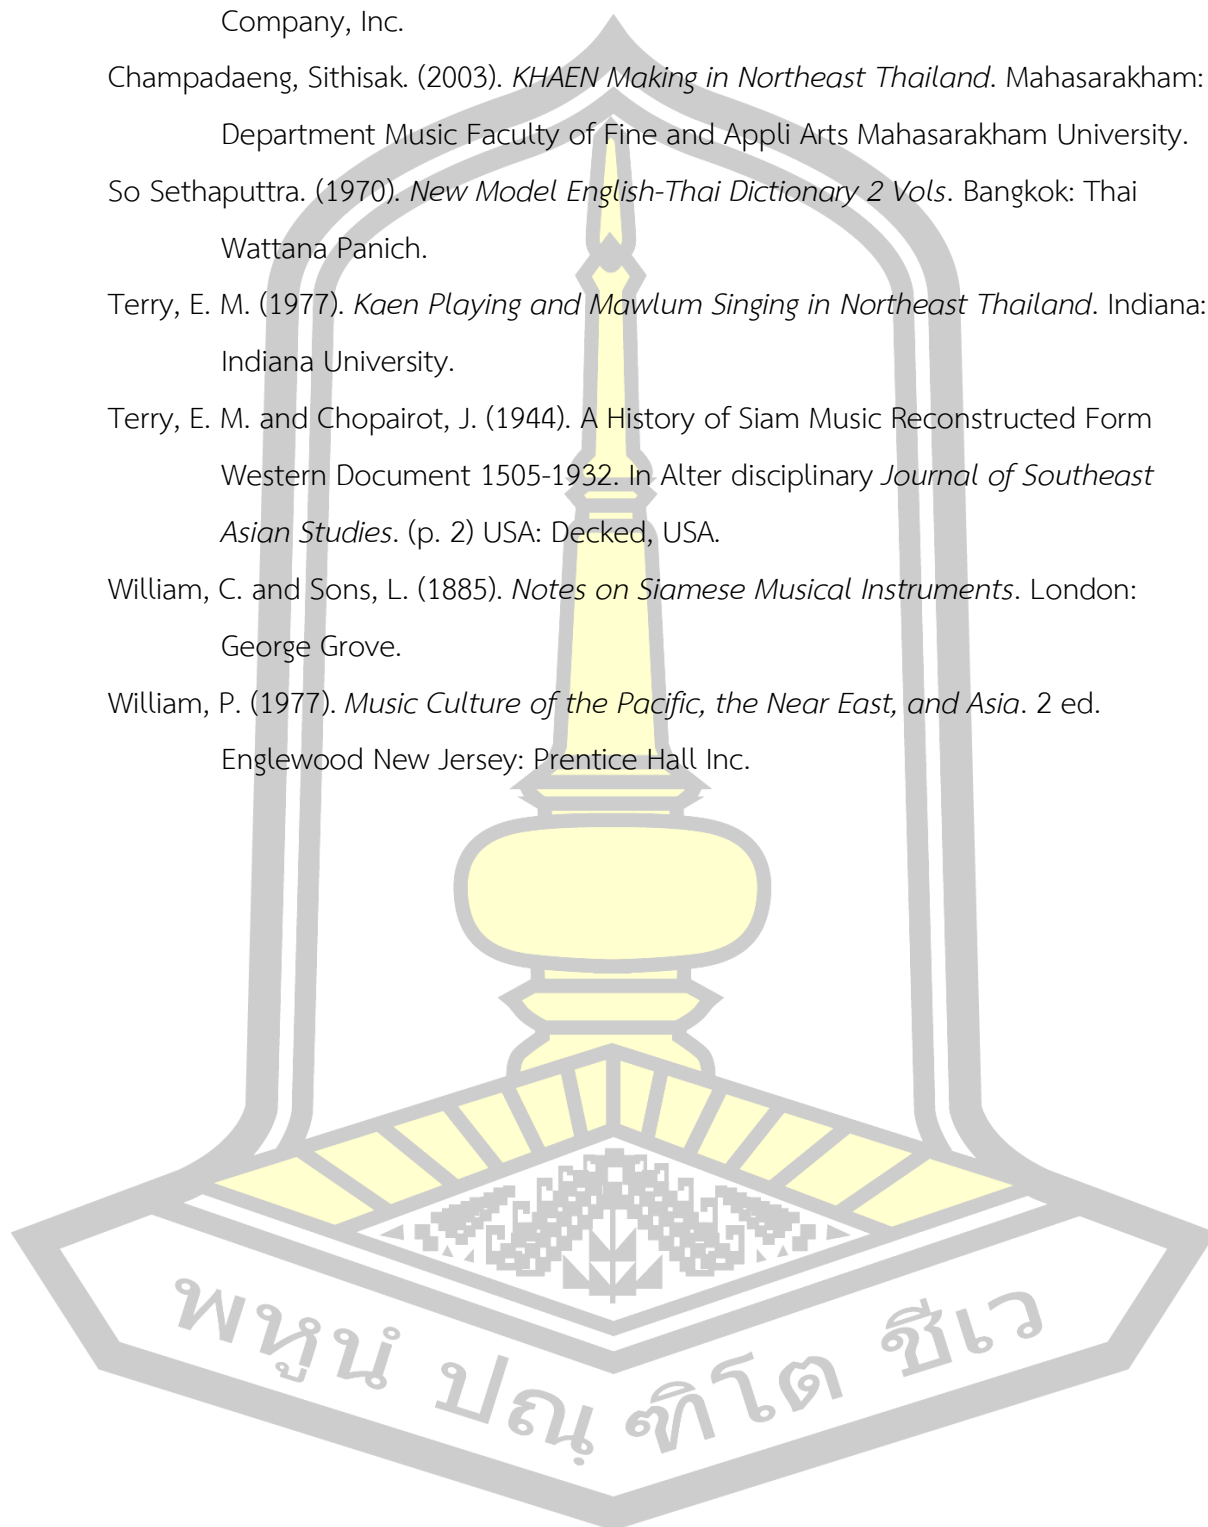 Company, Inc.
Champadaeng, Sithisak. (2003). KHAEN Making in Northeast Thailand. Mahasarakham:
Department Music Faculty of Fine and Appli Arts Mahasarakham University.
So Sethaputtra. (1970). New Model English-Thai Dictionary 2 Vols. Bangkok: Thai
Wattana Panich.
Terry, E. M. (1977). Kaen Playing and Mawlum Singing in Northeast Thailand. Indiana:
Indiana University.
Terry, E. M. and Chopairot, J. (1944). A History of Siam Music Reconstructed Form
Western Document 1505-1932. In Alter disciplinary Journal of Southeast
Asian Studies. (p. 2) USA: Decked, USA.
William, C. and Sons, L. (1885). Notes on Siamese Musical Instruments. London:
George Grove.
William, P. (1977). Music Culture of the Pacific, the Near East, and Asia. 2 ed.
Englewood New Jersey: Prentice Hall Inc.
พหูนํ ปณฺ ฑิโต ชีเว